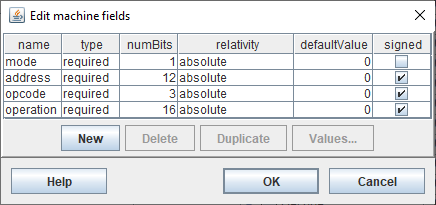 Edit machine fields
name type numBits relativity defaultValue signed
mode required 1 absolute 0
address required 12 absolute 0
opcode required 3 absolute 0
operation required 16 absolute 0
New Delete Duplicate Values...
Help OK Cancel